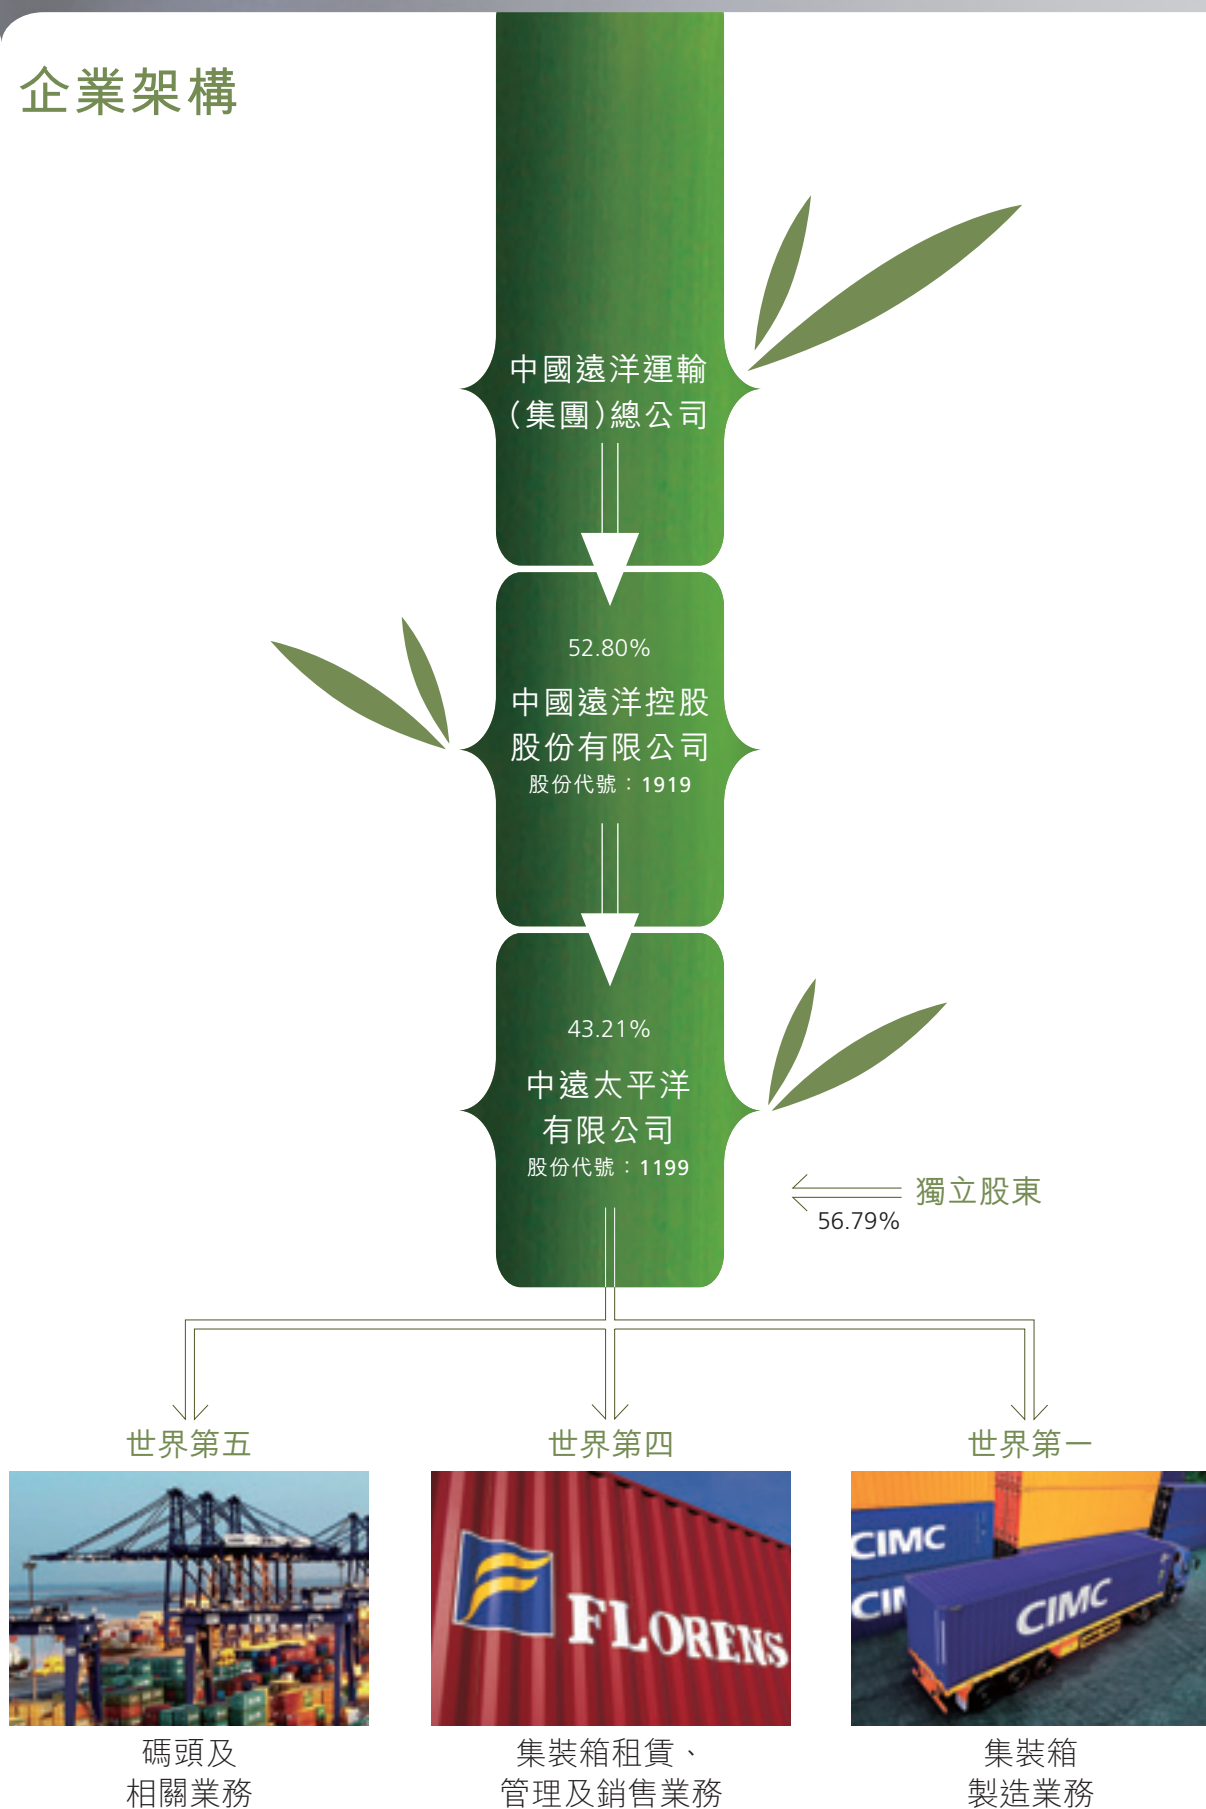 企業架構
中國遠洋運輸
(集團)總公司
52.80%
中國遠洋控股
股份有限公司
股份代號：1919
43.21%
中遠太平洋
有限公司
股份代號：1199
獨立股東
56.79%
世界第五
世界第四
世界第一
FLORENS
CIMC
CIM
CIMC
碼頭及
相關業務
集裝箱租賃、
管理及銷售業務
集裝箱
製造業務